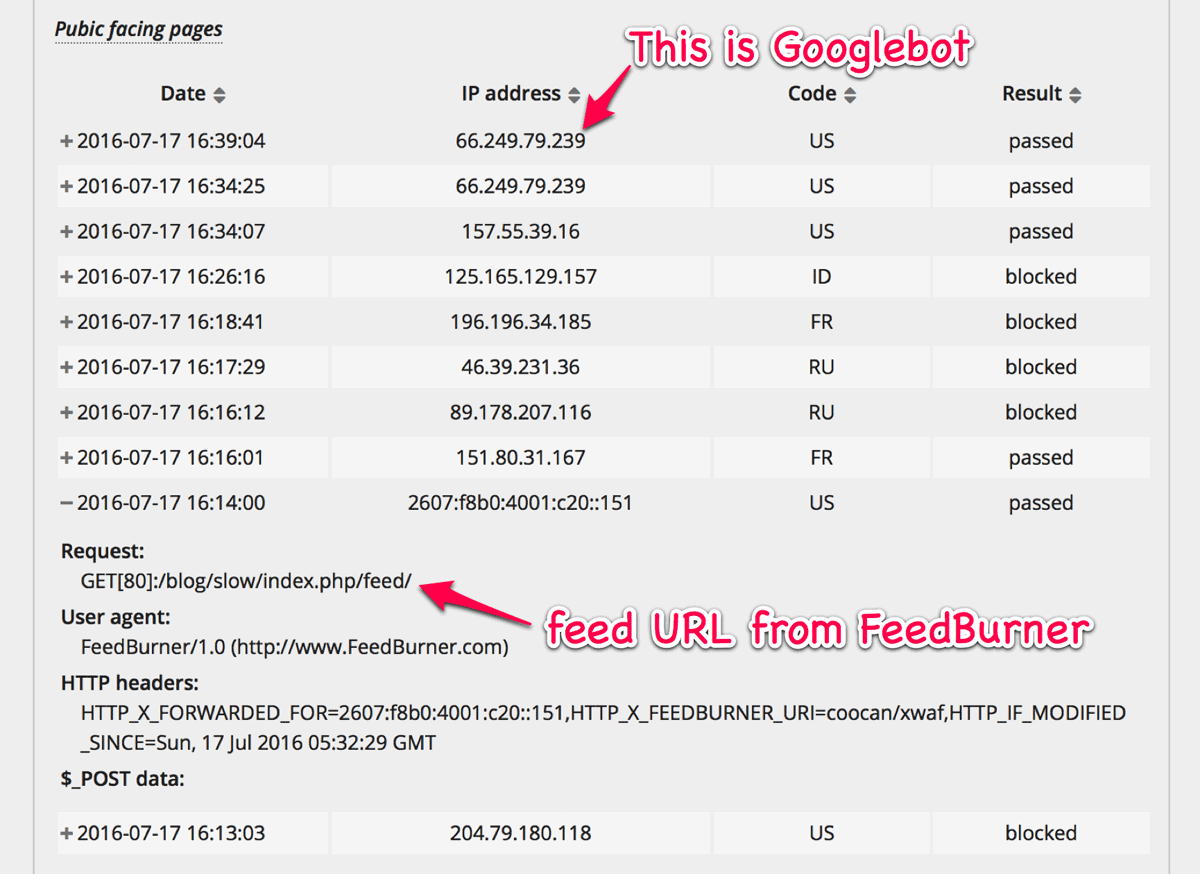 Pubic facing pages
This is Googlebot
Date IP address Code Result
+ 2016-07-17 16:39:04 66.249.79.239 US passed
+ 2016-07-17 16:34:25 66.249.79.239 US passed
+ 2016-07-17 16:34:07 157.55.39.16 US passed
+ 2016-07-17 16:26:16 125.165.129.157 ID blocked
+ 2016-07-17 16:18:41 196.196.34.185 FR blocked
+ 2016-07-17 16:17:29 46.39.231.36 RU blocked
+ 2016-07-17 16:16:12 89.178.207.116 RU blocked
+ 2016-07-17 16:16:01 151.80.31.167 FR passed
− 2016-07-17 16:14:00 2607:f8b0:4001:c20::151 US passed
Request:
GET[80]:/blog/slow/index.php/feed/
User agent:
feed URL from FeedBurner
FeedBurner/1.0 (http://www.FeedBurner.com)
HTTP headers:
HTTP_X_FORWARDED_FOR=2607:f8b0:4001:c20::151,HTTP_X_FEEDBURNER_URI=coocan/xwaf,HTTP_IF_MODIFIED
_SINCE=Sun, 17 Jul 2016 05:32:29 GMT
$_POST data:
+ 2016-07-17 16:13:03 204.79.180.118 US blocked